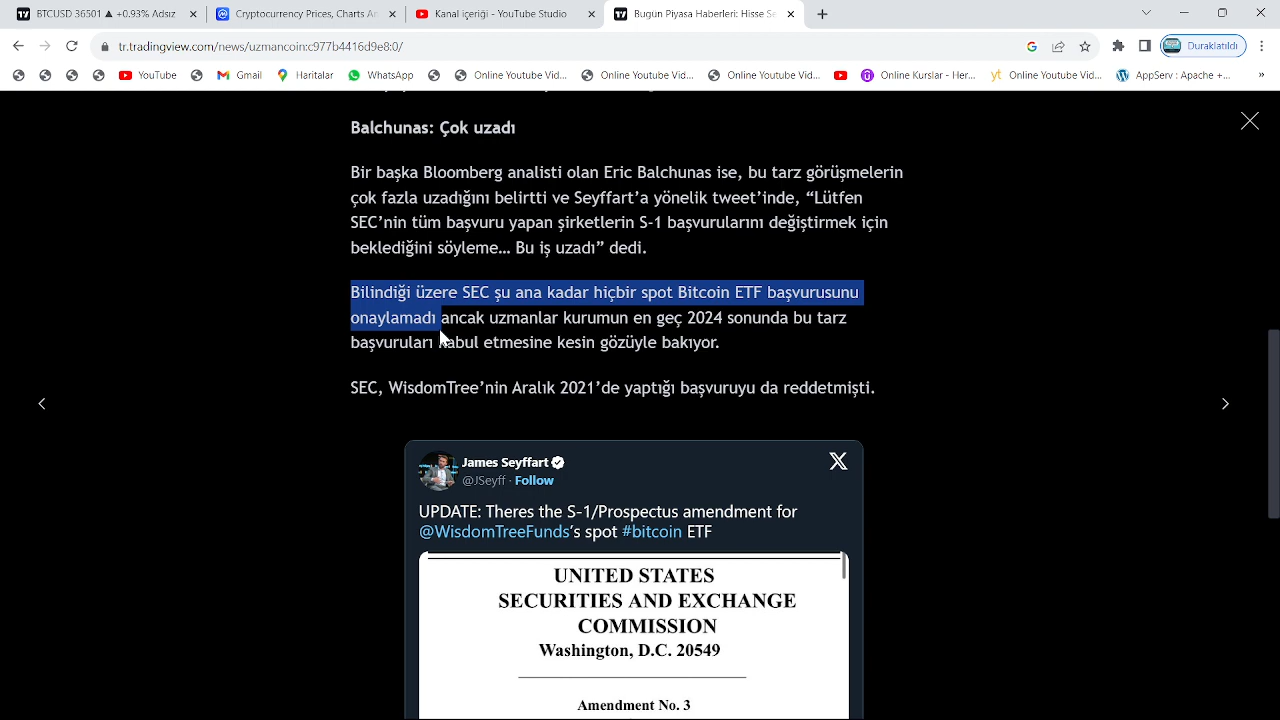 BTCUSD 36501 ▲ +0.93% Adsız
Cryptocurrency Prices, Charts An
Kanal içeriği - YouTube Studio
Bugün Piyasa Haberleri: Hisse Se
tr.tradingview.com/news/uzmancoin:c977b4416d9e8:0/
Duraklatıldı
YouTube
Gmail
Haritalar
WhatsApp
Online Youtube Vid...
Online Youtube Vid...
Online Youtube Vid...
Online Kurslar - Her...
Online Youtube Vid...
AppServ : Apache +...
»
Balchunas: Çok uzadı
Bir başka Bloomberg analisti olan Eric Balchunas ise, bu tarz görüşmelerin
çok fazla uzadığını belirtti ve Seyffart’a yönelik tweet’inde, “Lütfen
SEC’nin tüm başvuru yapan şirketlerin S-1 başvurularını değiştirmek için
beklediğini söyleme… Bu iş uzadı” dedi.
Bilindiği üzere SEC şu ana kadar hiçbir spot Bitcoin ETF başvurusunu
onaylamadı ancak uzmanlar kurumun en geç 2024 sonunda bu tarz
başvuruları kabul etmesine kesin gözüyle bakıyor.
SEC, WisdomTree’nin Aralık 2021’de yaptığı başvuruyu da reddetmişti.
James Seyffart
@JSeyff · Follow
UPDATE: Theres the S-1/Prospectus amendment for
@WisdomTreeFunds's spot #bitcoin ETF
UNITED STATES
SECURITIES AND EXCHANGE
COMMISSION
Washington, D.C. 20549
Amendment No. 3